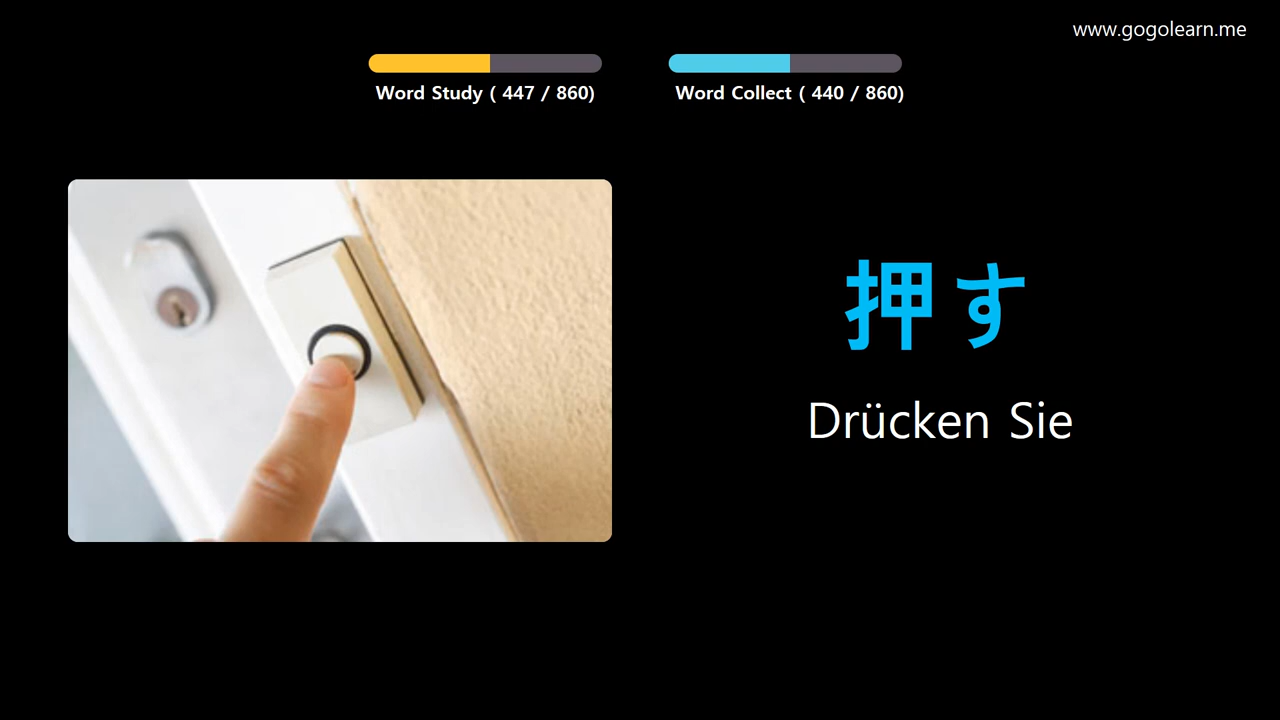 www.gogolearn.me
Word Study ( 447 / 860)
Word Collect ( 440 / 860)
押す
Drücken Sie